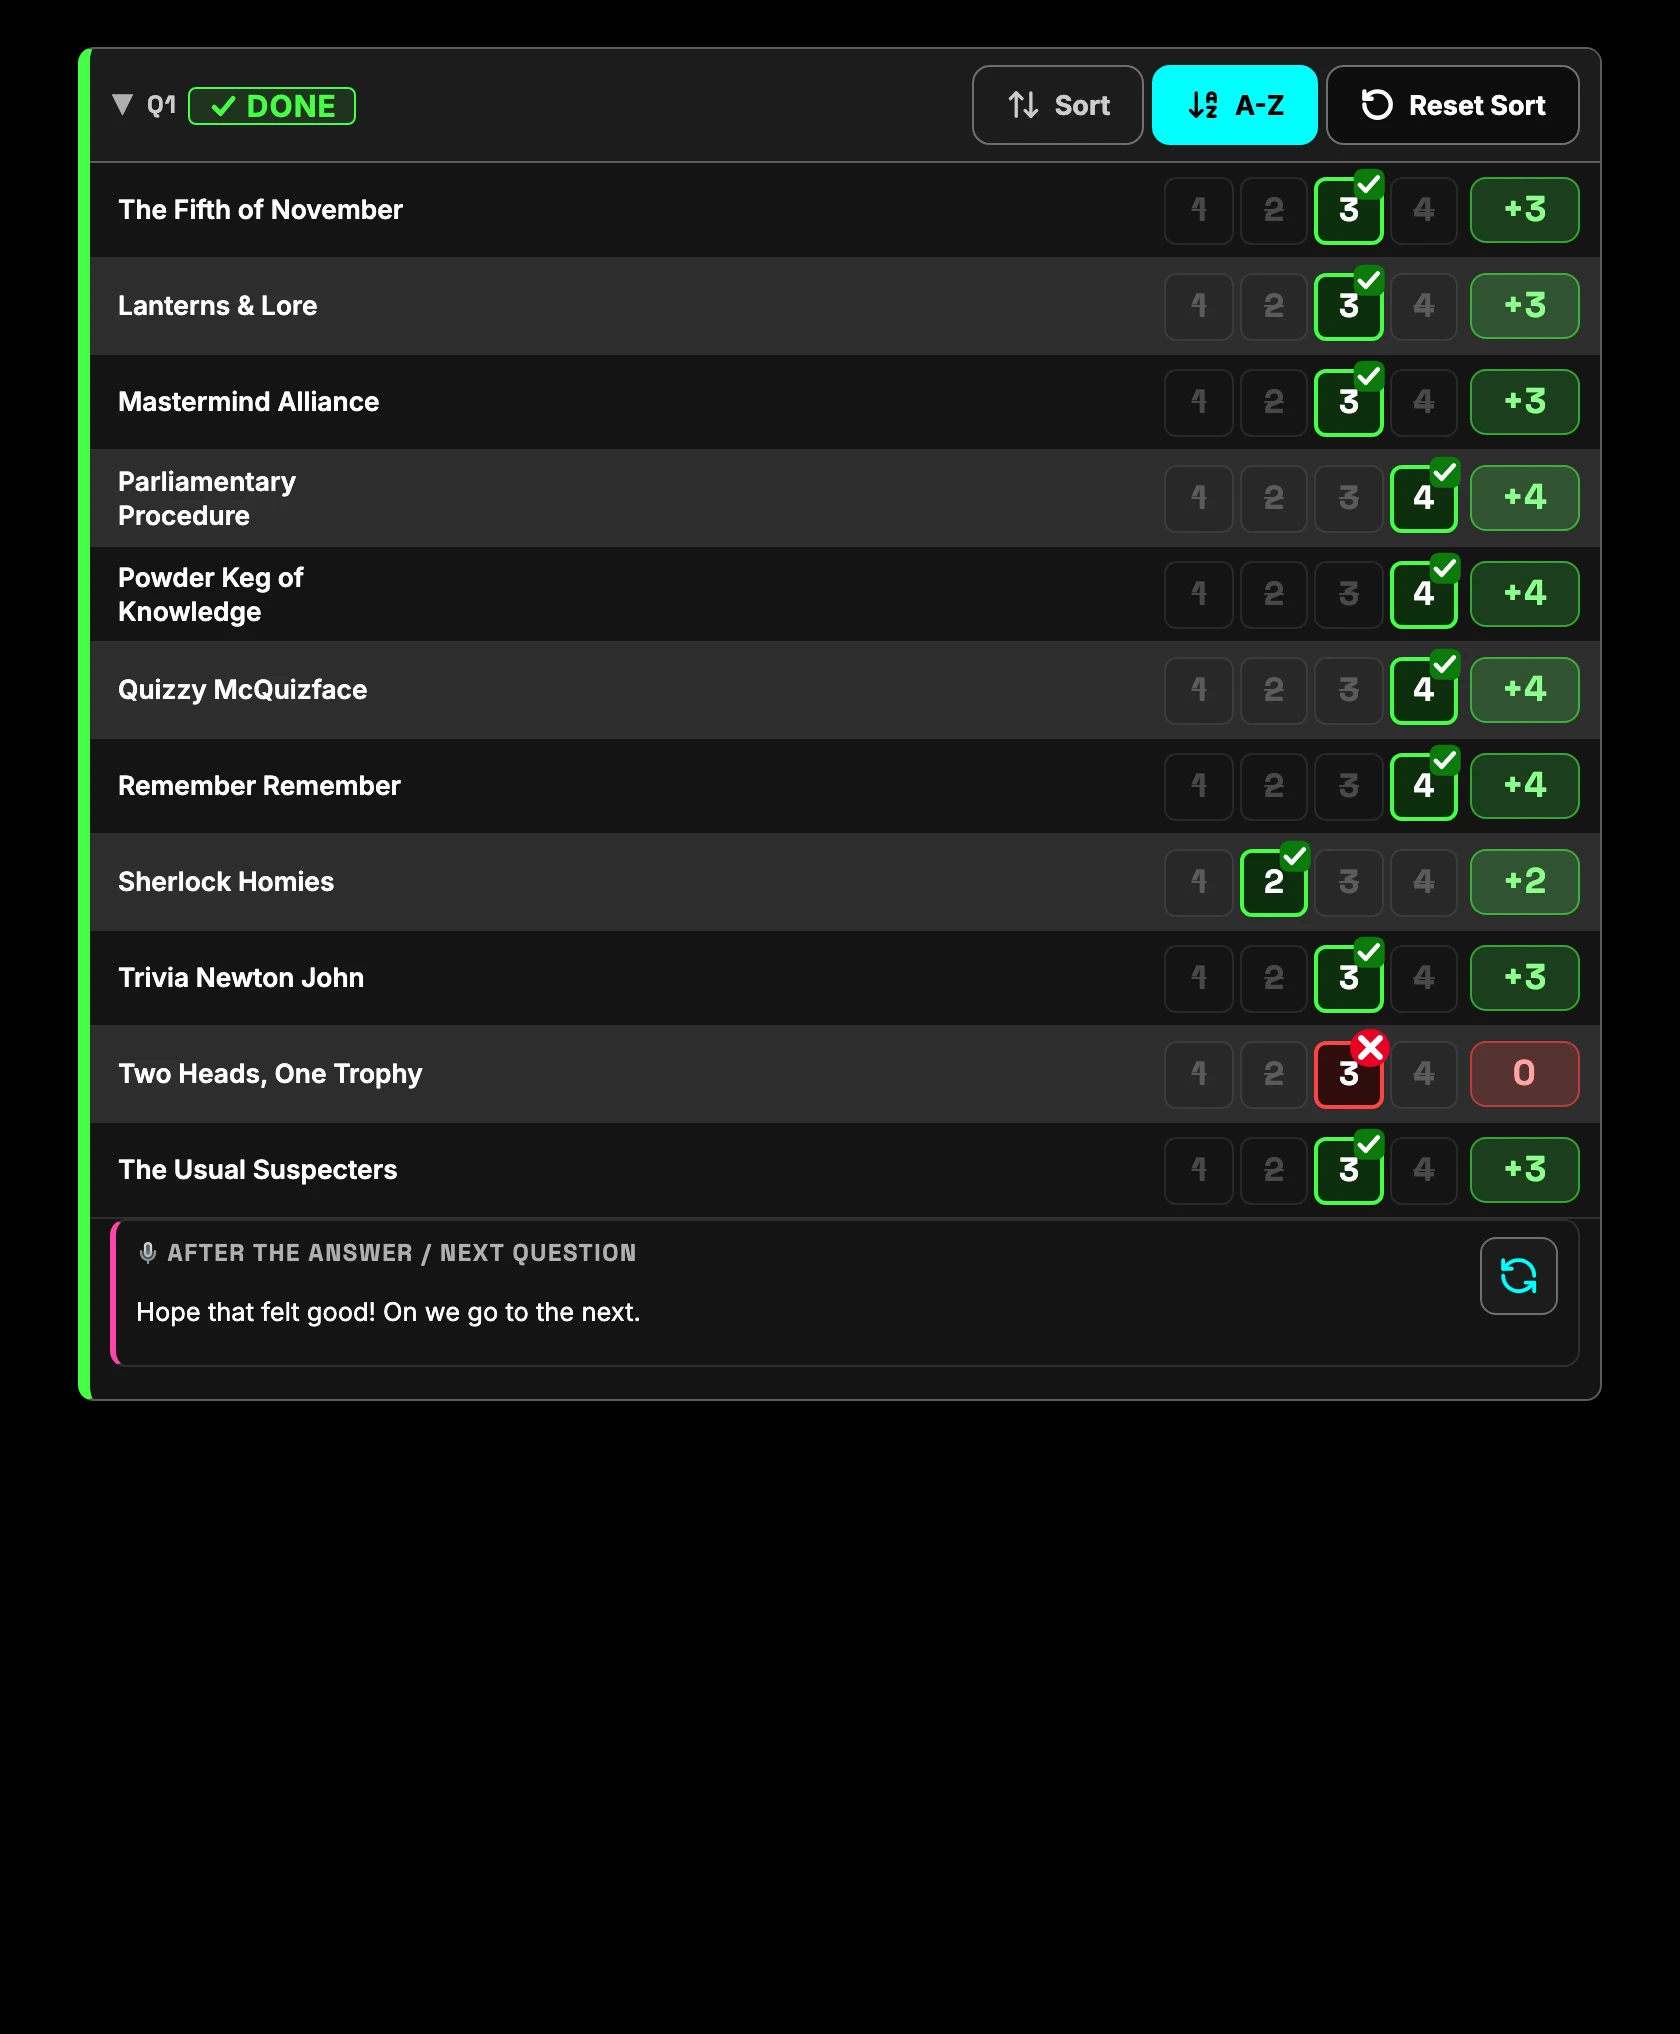 ▼ Q1 ✓ DONE Sort A-Z Reset Sort
The Fifth of November 1 2 3 4 +3
Lanterns & Lore 1 2 3 4 +3
Mastermind Alliance 1 2 3 4 +3
Parliamentary
Procedure 1 2 3 4 +4
Powder Keg of
Knowledge 1 2 3 4 +4
Quizzy McQuizface 1 2 3 4 +4
Remember Remember 1 2 3 4 +4
Sherlock Homies 1 2 3 4 +2
Trivia Newton John 1 2 3 4 +3
Two Heads, One Trophy 1 2 3 4 0
The Usual Suspecters 1 2 3 4 +3
AFTER THE ANSWER / NEXT QUESTION
Hope that felt good! On we go to the next.